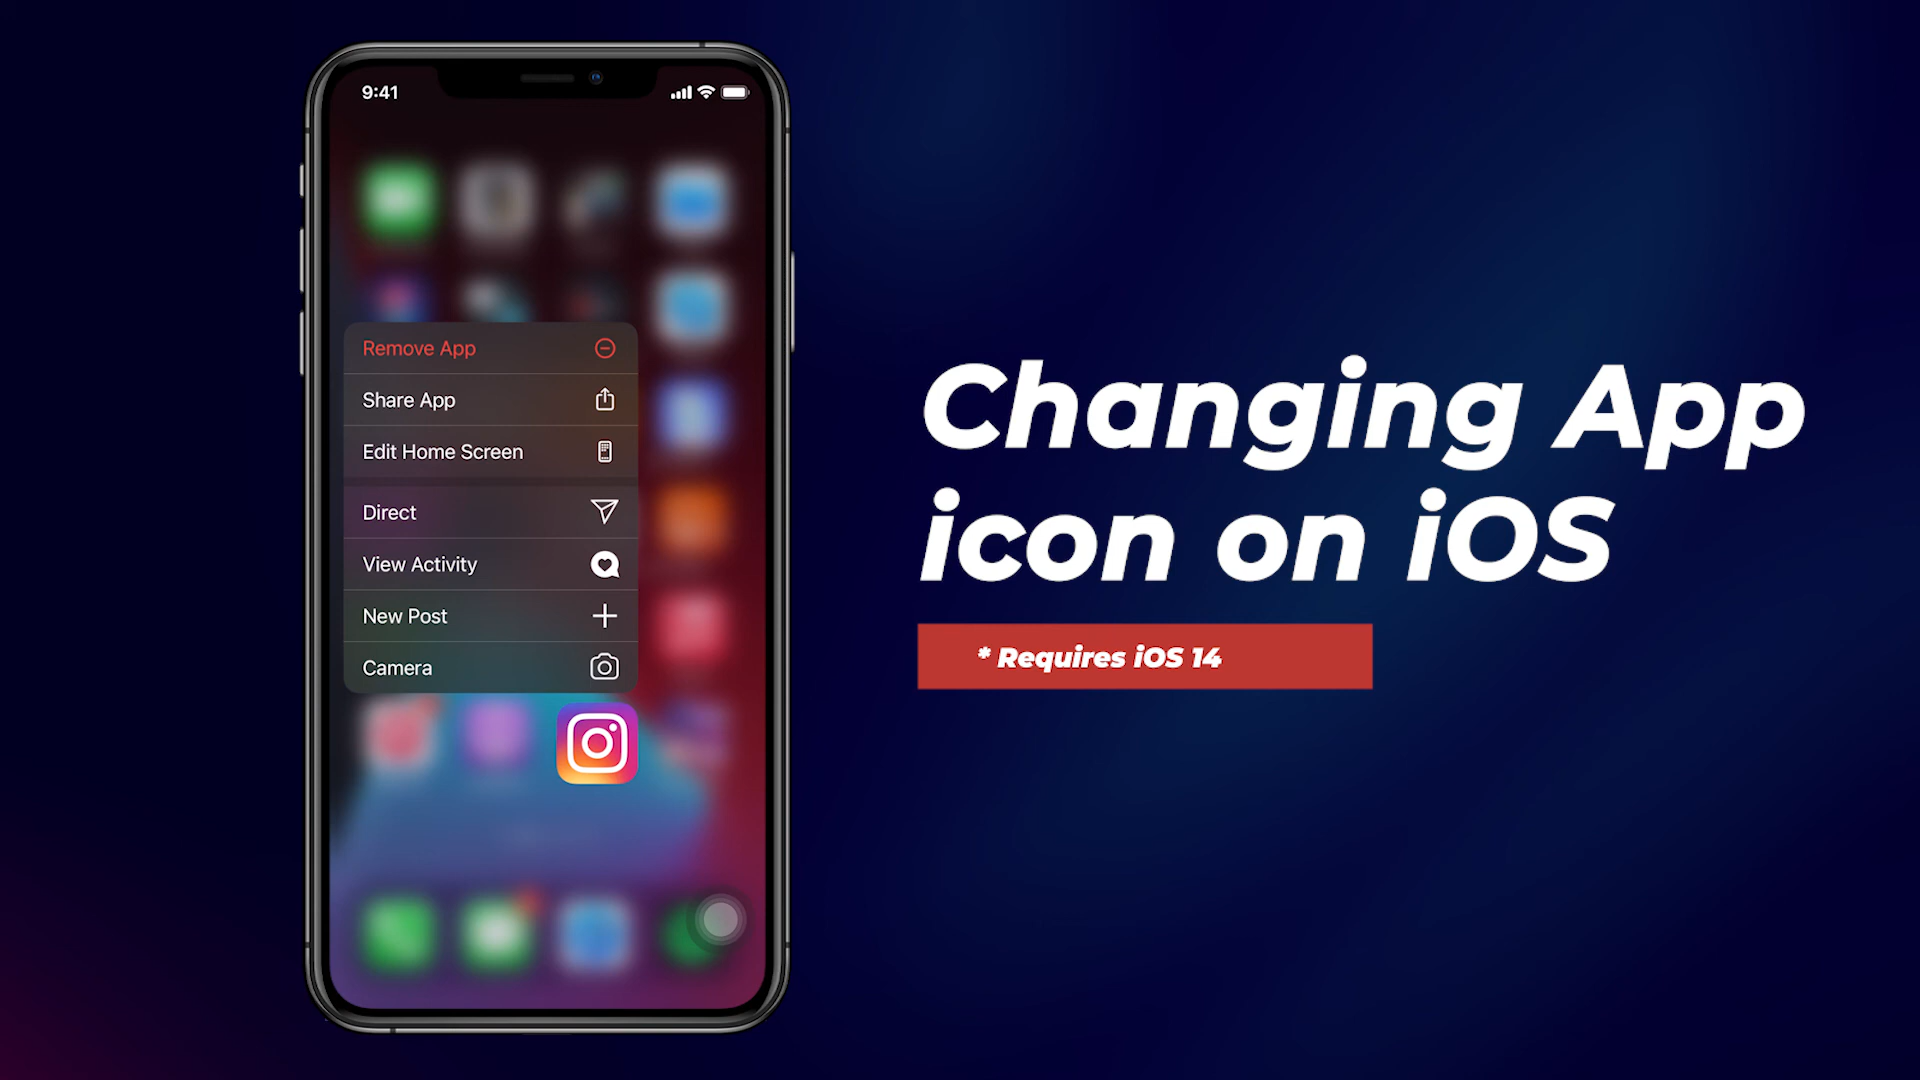 9:41
Remove App
Share App
Edit Home Screen
Direct
View Activity
New Post
Camera
Changing App
icon on iOS
* Requires iOS 14